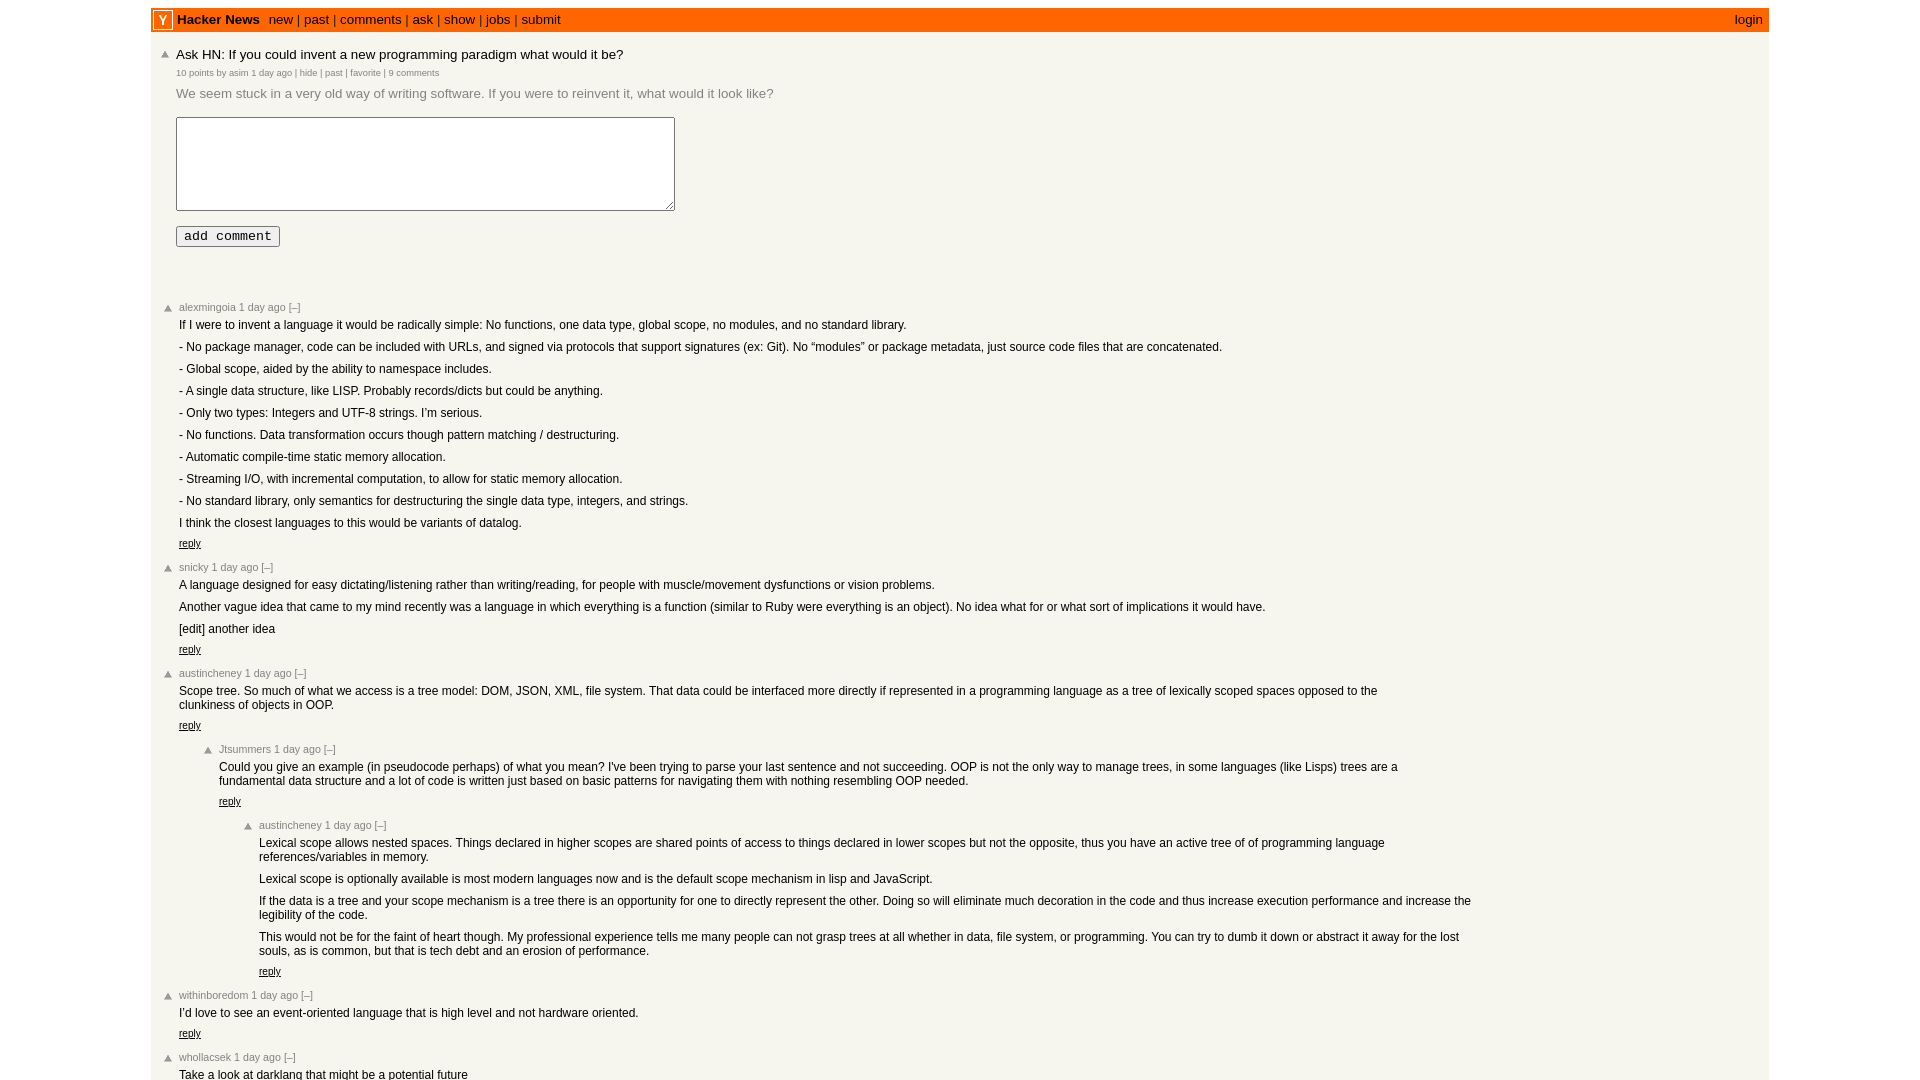 Y Hacker News new | past | comments | ask | show | jobs | submit login
Ask HN: If you could invent a new programming paradigm what would it be?
10 points by asim 1 day ago | hide | past | favorite | 9 comments
We seem stuck in a very old way of writing software. If you were to reinvent it, what would it look like?
add comment
alexmingoia 1 day ago [–]
If I were to invent a language it would be radically simple: No functions, one data type, global scope, no modules, and no standard library.
- No package manager, code can be included with URLs, and signed via protocols that support signatures (ex: Git). No “modules” or package metadata, just source code files that are concatenated.
- Global scope, aided by the ability to namespace includes.
- A single data structure, like LISP. Probably records/dicts but could be anything.
- Only two types: Integers and UTF-8 strings. I’m serious.
- No functions. Data transformation occurs though pattern matching / destructuring.
- Automatic compile-time static memory allocation.
- Streaming I/O, with incremental computation, to allow for static memory allocation.
- No standard library, only semantics for destructuring the single data type, integers, and strings.
I think the closest languages to this would be variants of datalog.
reply
snicky 1 day ago [–]
A language designed for easy dictating/listening rather than writing/reading, for people with muscle/movement dysfunctions or vision problems.
Another vague idea that came to my mind recently was a language in which everything is a function (similar to Ruby were everything is an object). No idea what for or what sort of implications it would have.
[edit] another idea
reply
austincheney 1 day ago [–]
Scope tree. So much of what we access is a tree model: DOM, JSON, XML, file system. That data could be interfaced more directly if represented in a programming language as a tree of lexically scoped spaces opposed to the
clunkiness of objects in OOP.
reply
Jtsummers 1 day ago [–]
Could you give an example (in pseudocode perhaps) of what you mean? I've been trying to parse your last sentence and not succeeding. OOP is not the only way to manage trees, in some languages (like Lisps) trees are a
fundamental data structure and a lot of code is written just based on basic patterns for navigating them with nothing resembling OOP needed.
reply
austincheney 1 day ago [–]
Lexical scope allows nested spaces. Things declared in higher scopes are shared points of access to things declared in lower scopes but not the opposite, thus you have an active tree of of programming language
references/variables in memory.
Lexical scope is optionally available is most modern languages now and is the default scope mechanism in lisp and JavaScript.
If the data is a tree and your scope mechanism is a tree there is an opportunity for one to directly represent the other. Doing so will eliminate much decoration in the code and thus increase execution performance and increase the
legibility of the code.
This would not be for the faint of heart though. My professional experience tells me many people can not grasp trees at all whether in data, file system, or programming. You can try to dumb it down or abstract it away for the lost
souls, as is common, but that is tech debt and an erosion of performance.
reply
withinboredom 1 day ago [–]
I’d love to see an event-oriented language that is high level and not hardware oriented.
reply
whollacsek 1 day ago [–]
Take a look at darklang that might be a potential future